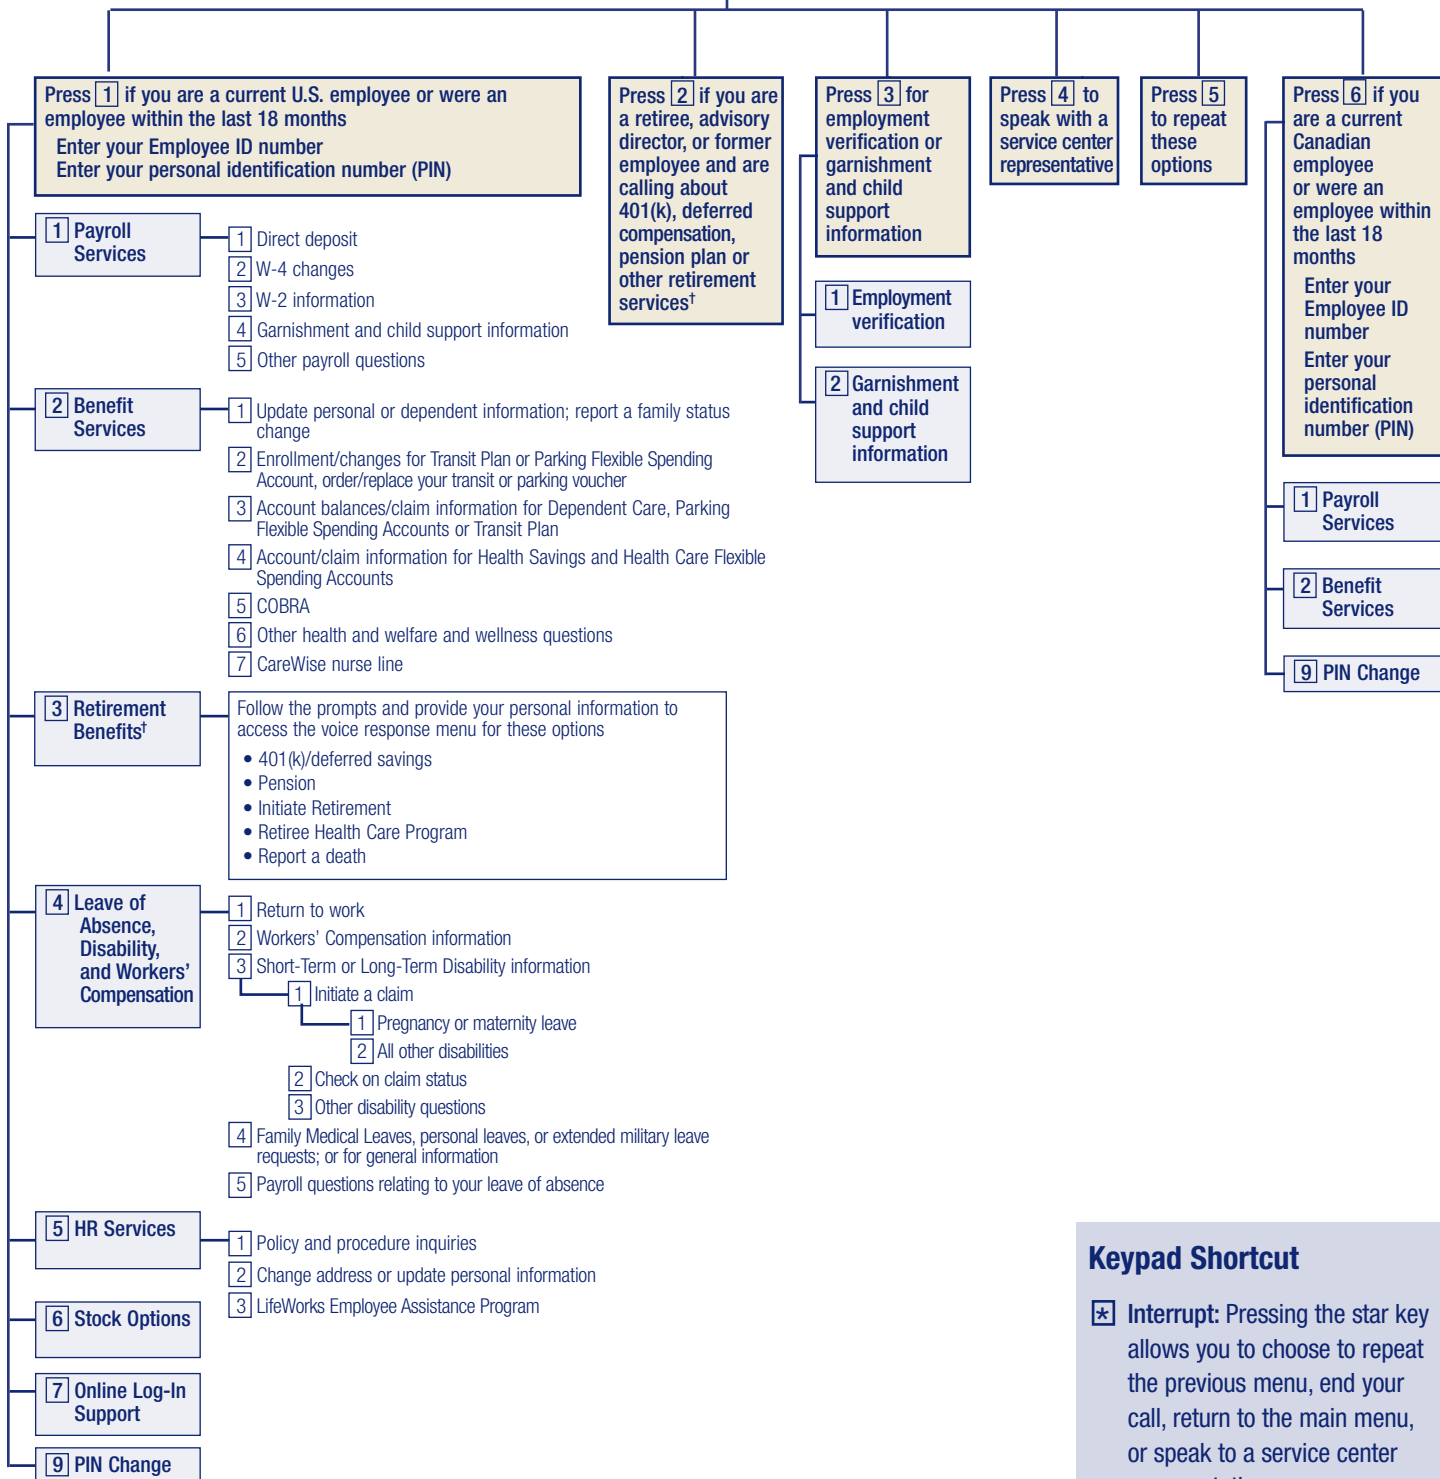 Press 1 if you are a current U.S. employee or were an
employee within the last 18 months
Enter your Employee ID number
Enter your personal identification number (PIN)
1 Payroll
Services
1 Direct deposit
2 W-4 changes
3 W-2 information
4 Garnishment and child support information
5 Other payroll questions
2 Benefit
Services
1 Update personal or dependent information; report a family status
change
2 Enrollment/changes for Transit Plan or Parking Flexible Spending
Account, order/replace your transit or parking voucher
3 Account balances/claim information for Dependent Care, Parking
Flexible Spending Accounts or Transit Plan
4 Account/claim information for Health Savings and Health Care Flexible
Spending Accounts
5 COBRA
6 Other health and welfare and wellness questions
7 CareWise nurse line
3 Retirement
Benefits†
Follow the prompts and provide your personal information to
access the voice response menu for these options
• 401(k)/deferred savings
• Pension
• Initiate Retirement
• Retiree Health Care Program
• Report a death
4 Leave of
Absence,
Disability,
and Workers'
Compensation
1 Return to work
2 Workers' Compensation information
3 Short-Term or Long-Term Disability information
1 Initiate a claim
1 Pregnancy or maternity leave
2 All other disabilities
2 Check on claim status
3 Other disability questions
4 Family Medical Leaves, personal leaves, or extended military leave
requests; or for general information
5 Payroll questions relating to your leave of absence
5 HR Services
1 Policy and procedure inquiries
2 Change address or update personal information
3 LifeWorks Employee Assistance Program
6 Stock Options
7 Online Log-In
Support
9 PIN Change
Press 2 if you are
a retiree, advisory
director, or former
employee and are
calling about
401(k), deferred
compensation,
pension plan or
other retirement
services†
Press 3 for
employment
verification or
garnishment
and child
support
information
1 Employment
verification
2 Garnishment
and child
support
information
Press 4 to
speak with a
service center
representative
Press 5
to repeat
these
options
Press 6 if you
are a current
Canadian
employee
or were an
employee within
the last 18
months
Enter your
Employee ID
number
Enter your
personal
identification
number (PIN)
1 Payroll
Services
2 Benefit
Services
9 PIN Change
Keypad Shortcut
* Interrupt: Pressing the star key
allows you to choose to repeat
the previous menu, end your
call, return to the main menu,
or speak to a service center